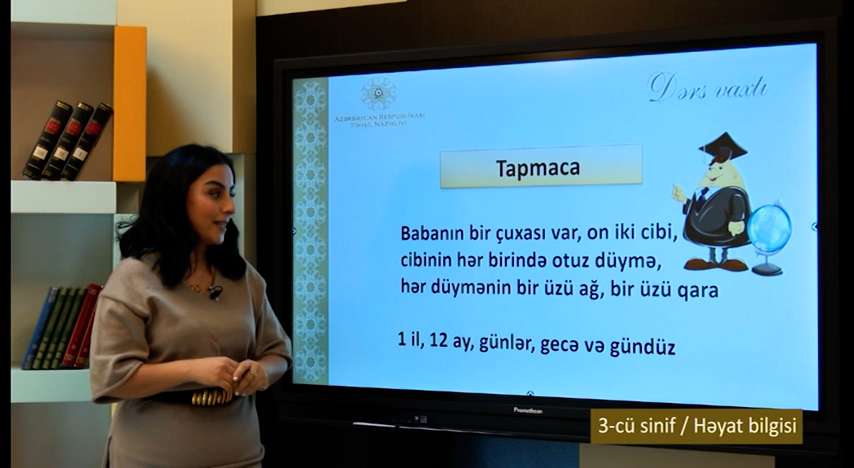 Dərs vaxtı
AZƏRBAYCAN RESPUBLİKASI
TƏHSİL NAZİRLİYİ
Tapmaca
Babanın bir çuxası var, on iki cibi,
cibinin hər birində otuz düymə,
hər düymənin bir üzü ağ, bir üzü qara
1 il, 12 ay, günlər, gecə və gündüz
Promethean
3-cü sinif / Həyat bilgisi